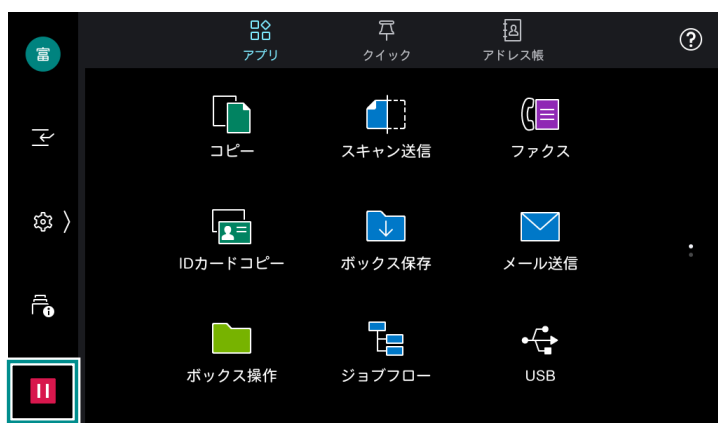 富
アプリ
クイック
アドレス帳
?
コピー
スキャン送信
ファクス
IDカードコピー
ボックス保存
メール送信
ボックス操作
ジョブフロー
USB